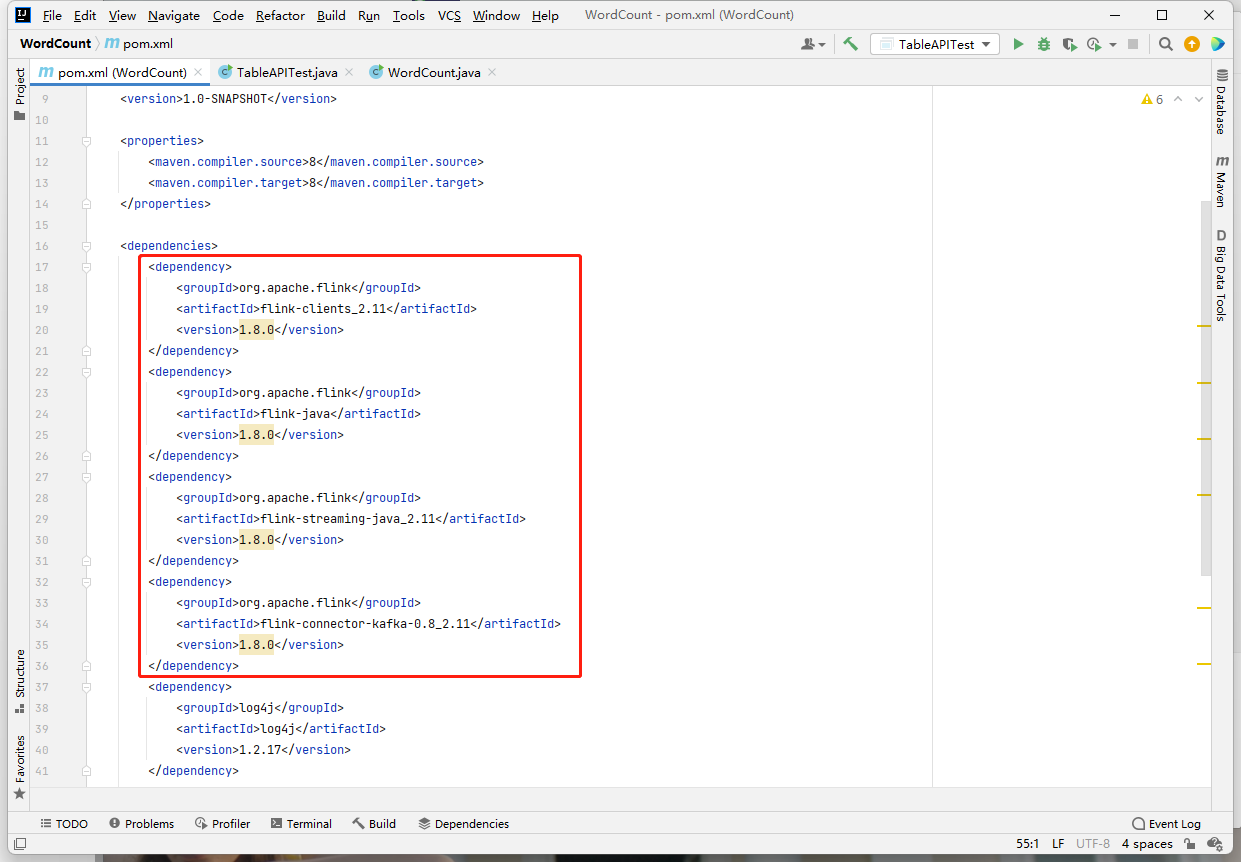 File Edit View Navigate Code Refactor Build Run Tools VCS Window Help WordCount - pom.xml (WordCount)
WordCount pom.xml
TableAPITest
pom.xml (WordCount) TableAPITest.java WordCount.java
Project
Structure
Favorites
6
9 <version>1.0-SNAPSHOT</version>
10
11 <properties>
12 <maven.compiler.source>8</maven.compiler.source>
13 <maven.compiler.target>8</maven.compiler.target>
14 </properties>
15
16 <dependencies>
17 <dependency>
18 <groupId>org.apache.flink</groupId>
19 <artifactId>flink-clients_2.11</artifactId>
20 <version>1.8.0</version>
21 </dependency>
22 <dependency>
23 <groupId>org.apache.flink</groupId>
24 <artifactId>flink-java</artifactId>
25 <version>1.8.0</version>
26 </dependency>
27 <dependency>
28 <groupId>org.apache.flink</groupId>
29 <artifactId>flink-streaming-java_2.11</artifactId>
30 <version>1.8.0</version>
31 </dependency>
32 <dependency>
33 <groupId>org.apache.flink</groupId>
34 <artifactId>flink-connector-kafka-0.8_2.11</artifactId>
35 <version>1.8.0</version>
36 </dependency>
37 <dependency>
38 <groupId>log4j</groupId>
39 <artifactId>log4j</artifactId>
40 <version>1.2.17</version>
41 </dependency>
Database
Maven
Big Data Tools
TODO Problems Profiler Terminal Build Dependencies Event Log
55:1 LF UTF-8 4 spaces